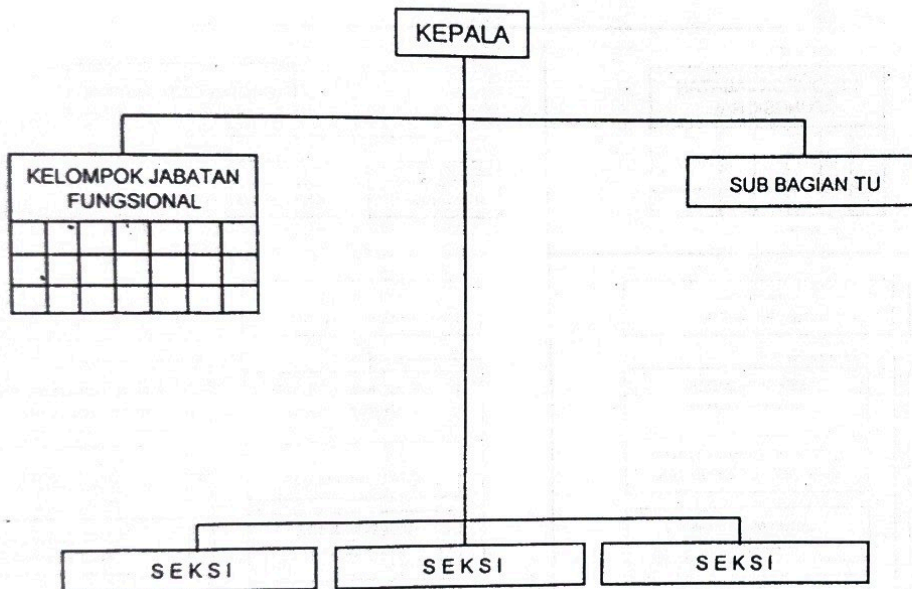 KEPALA
KELOMPOK JABATAN
FUNGSIONAL
SUB BAGIAN TU
SEKSI
SEKSI
SEKSI